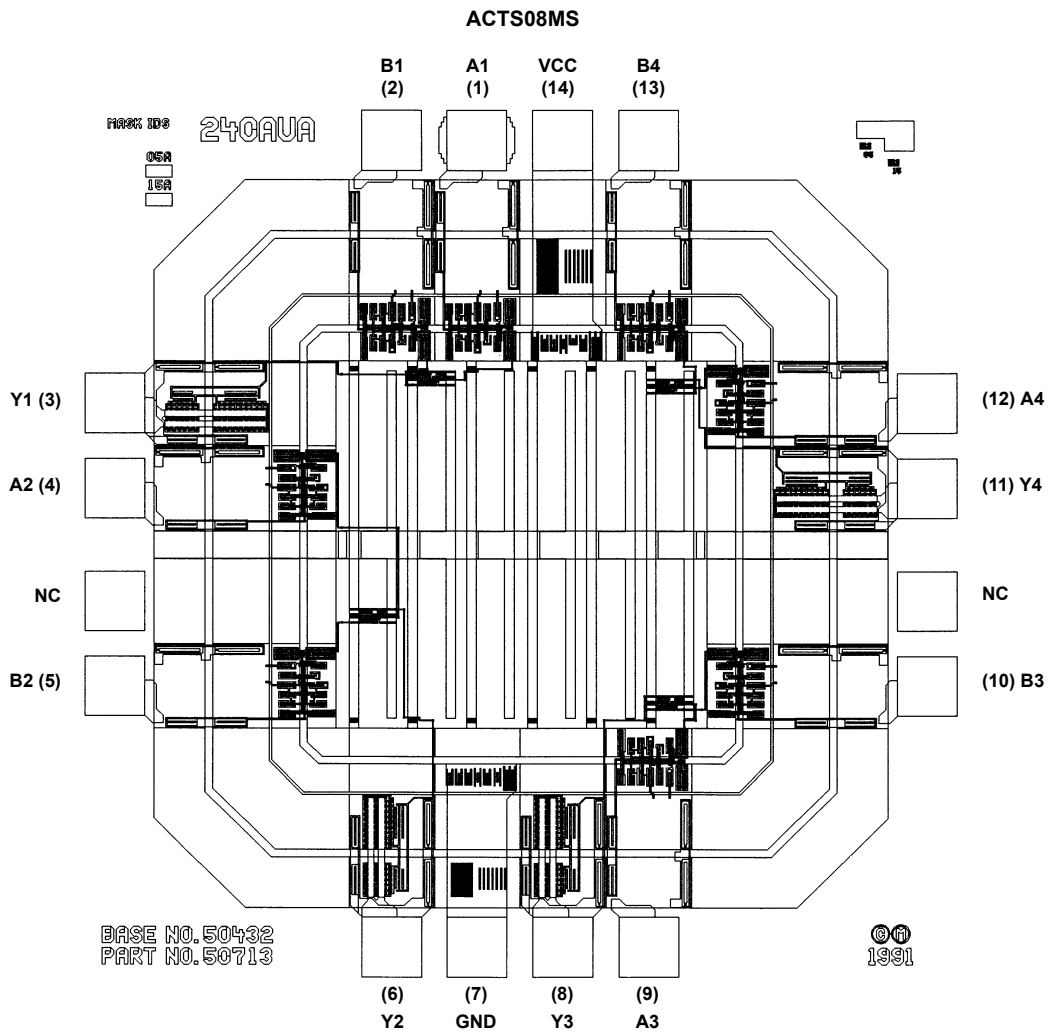 ACTS08MS
B1 A1 VCC B4
(2) (1) (14) (13)
MASK IDS 240AUA
05A
15A
Y1 (3)
(12) A4
A2 (4)
(11) Y4
NC
NC
B2 (5)
(10) B3
BASE NO. 50432
PART NO. 50713
© M
1991
(6) (7) (8) (9)
Y2 GND Y3 A3